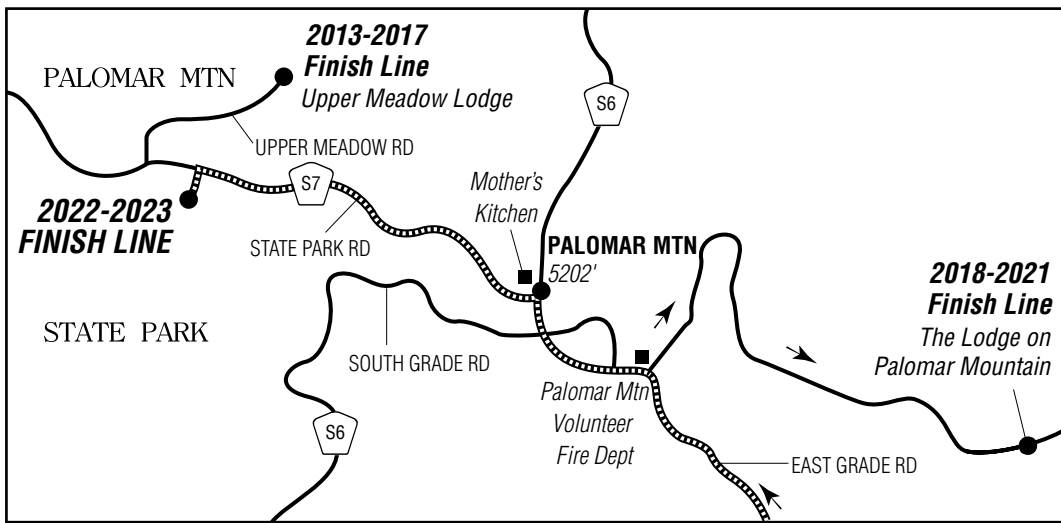 2013-2017
Finish Line
Upper Meadow Lodge
PALOMAR MTN
S6
UPPER MEADOW RD
S7
Mother's
Kitchen
2022-2023
FINISH LINE
STATE PARK RD
PALOMAR MTN
5202'
2018-2021
Finish Line
The Lodge on
Palomar Mountain
STATE PARK
SOUTH GRADE RD
Palomar Mtn
Volunteer
Fire Dept
S6
EAST GRADE RD